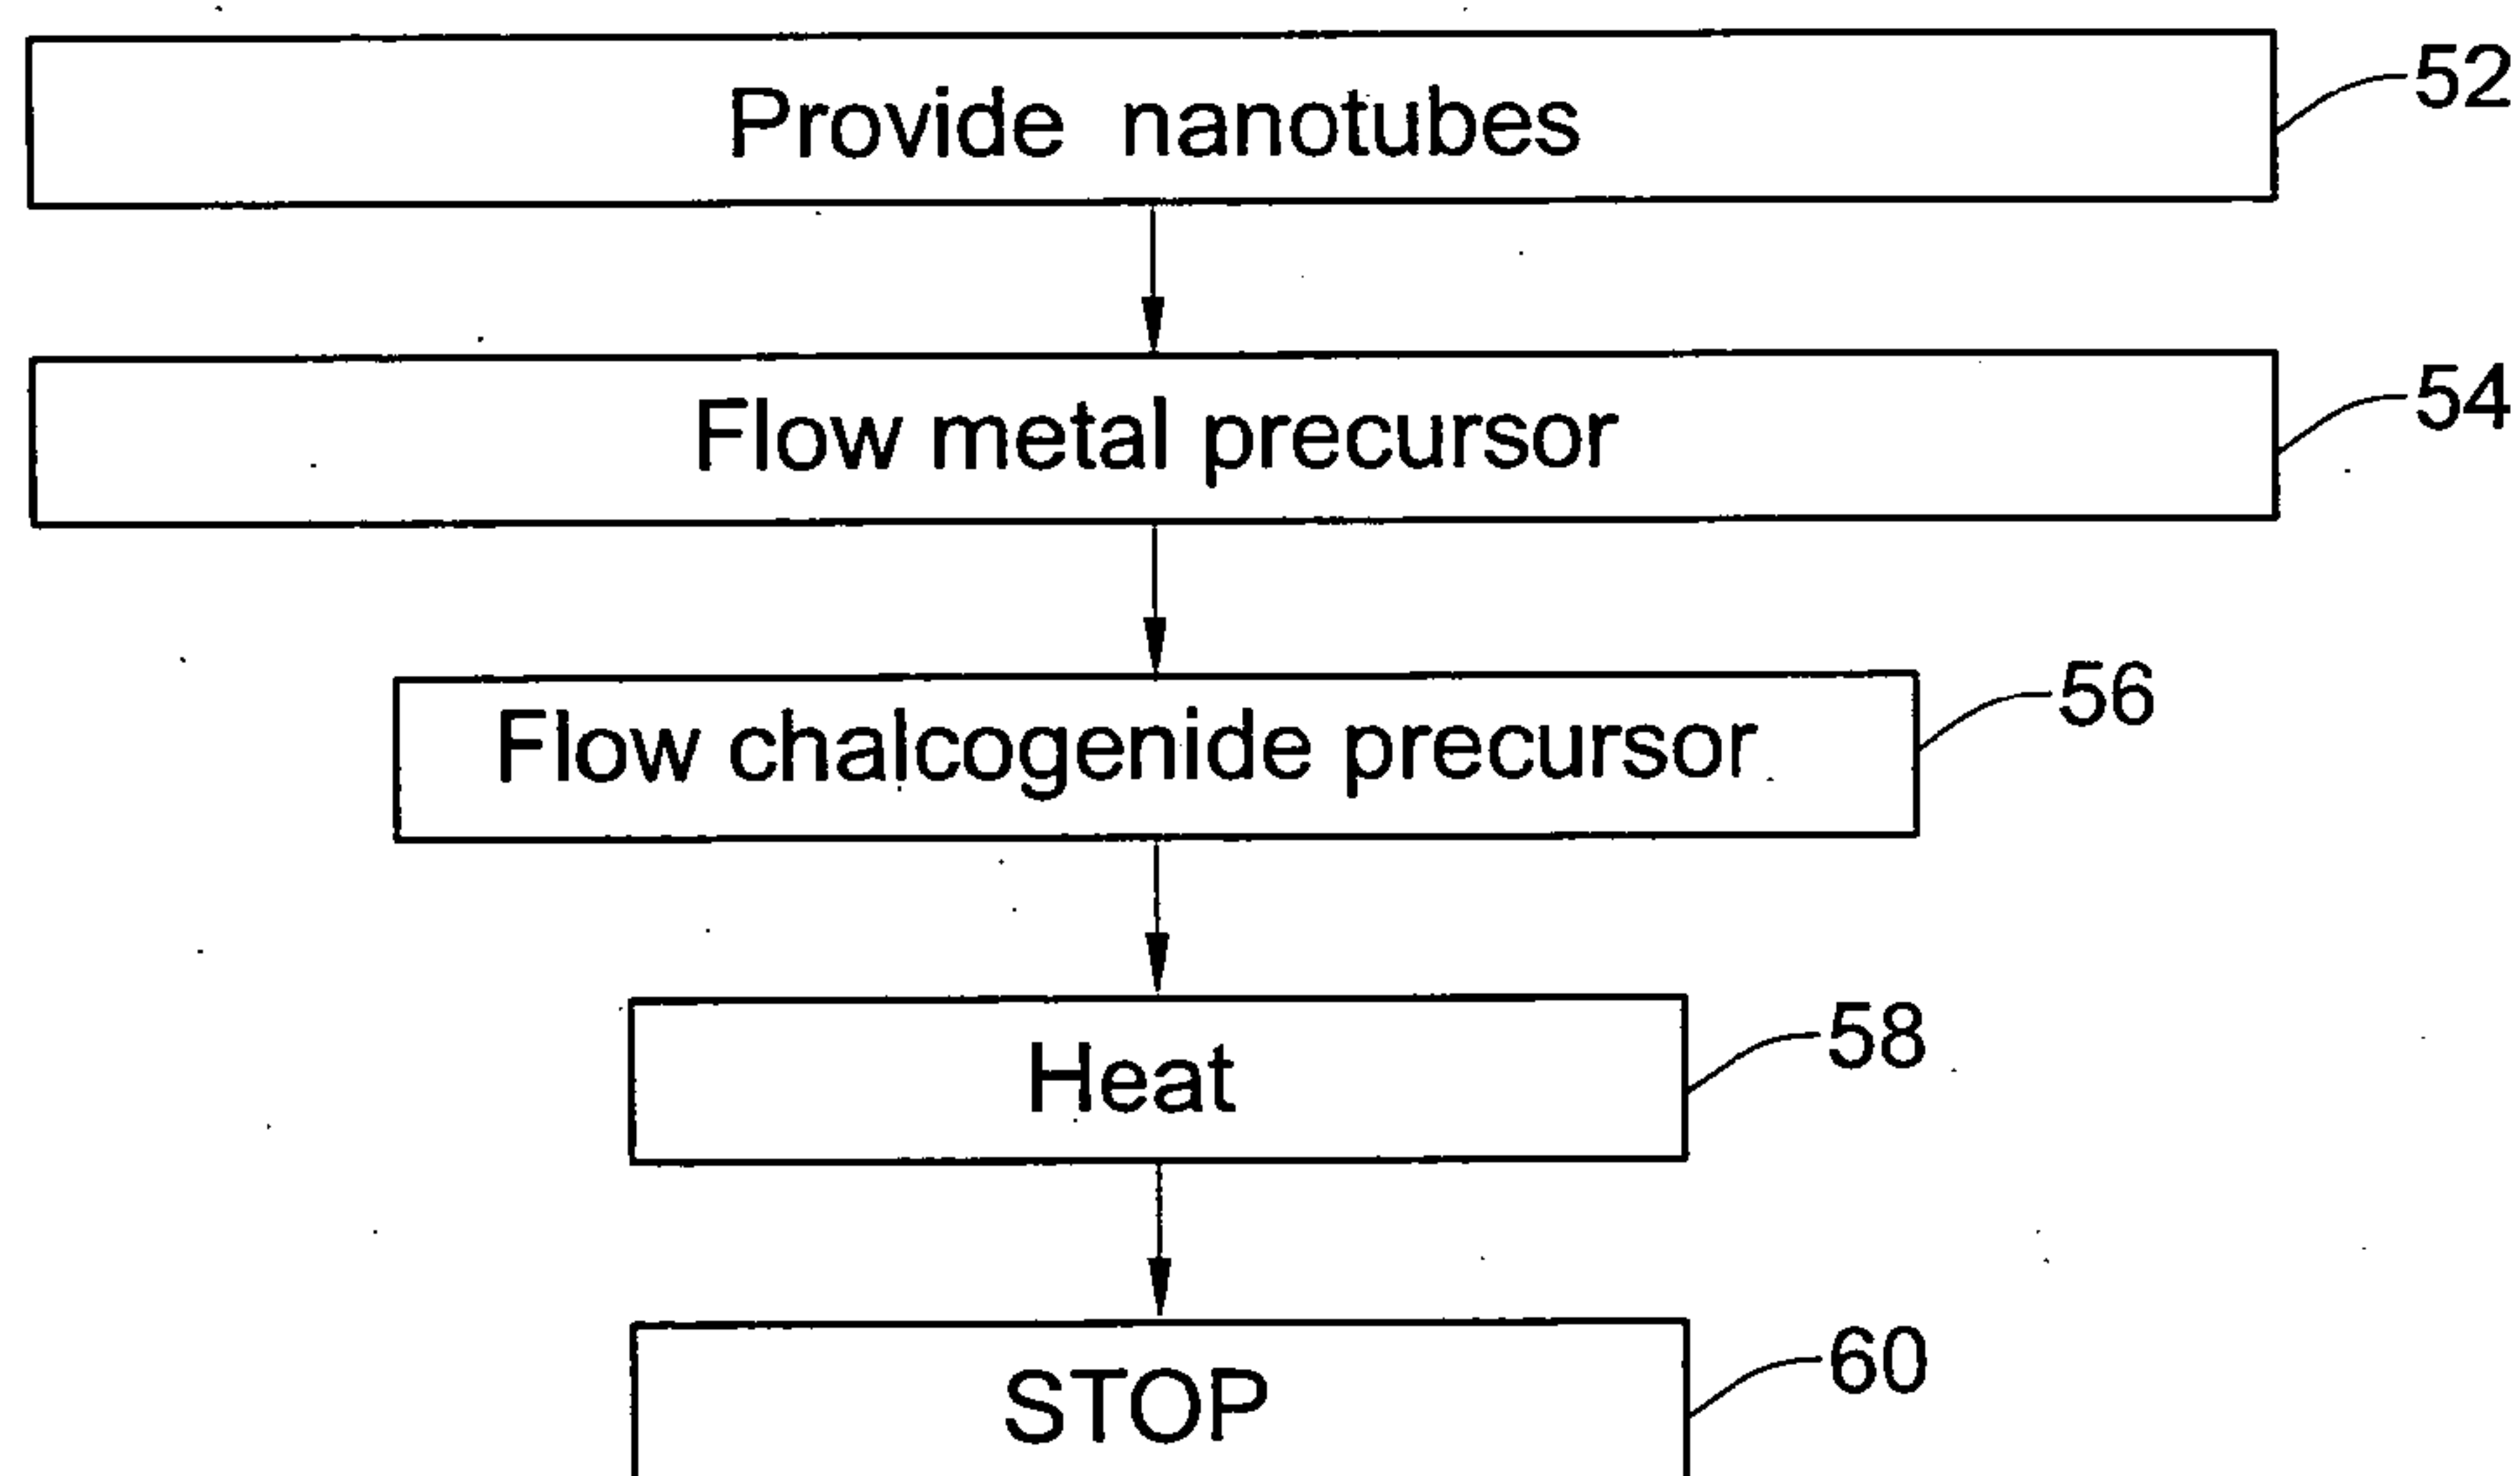 Provide nanotubes
52
Flow metal precursor
54
Flow chalcogenide precursor
56
Heat
58
STOP
60